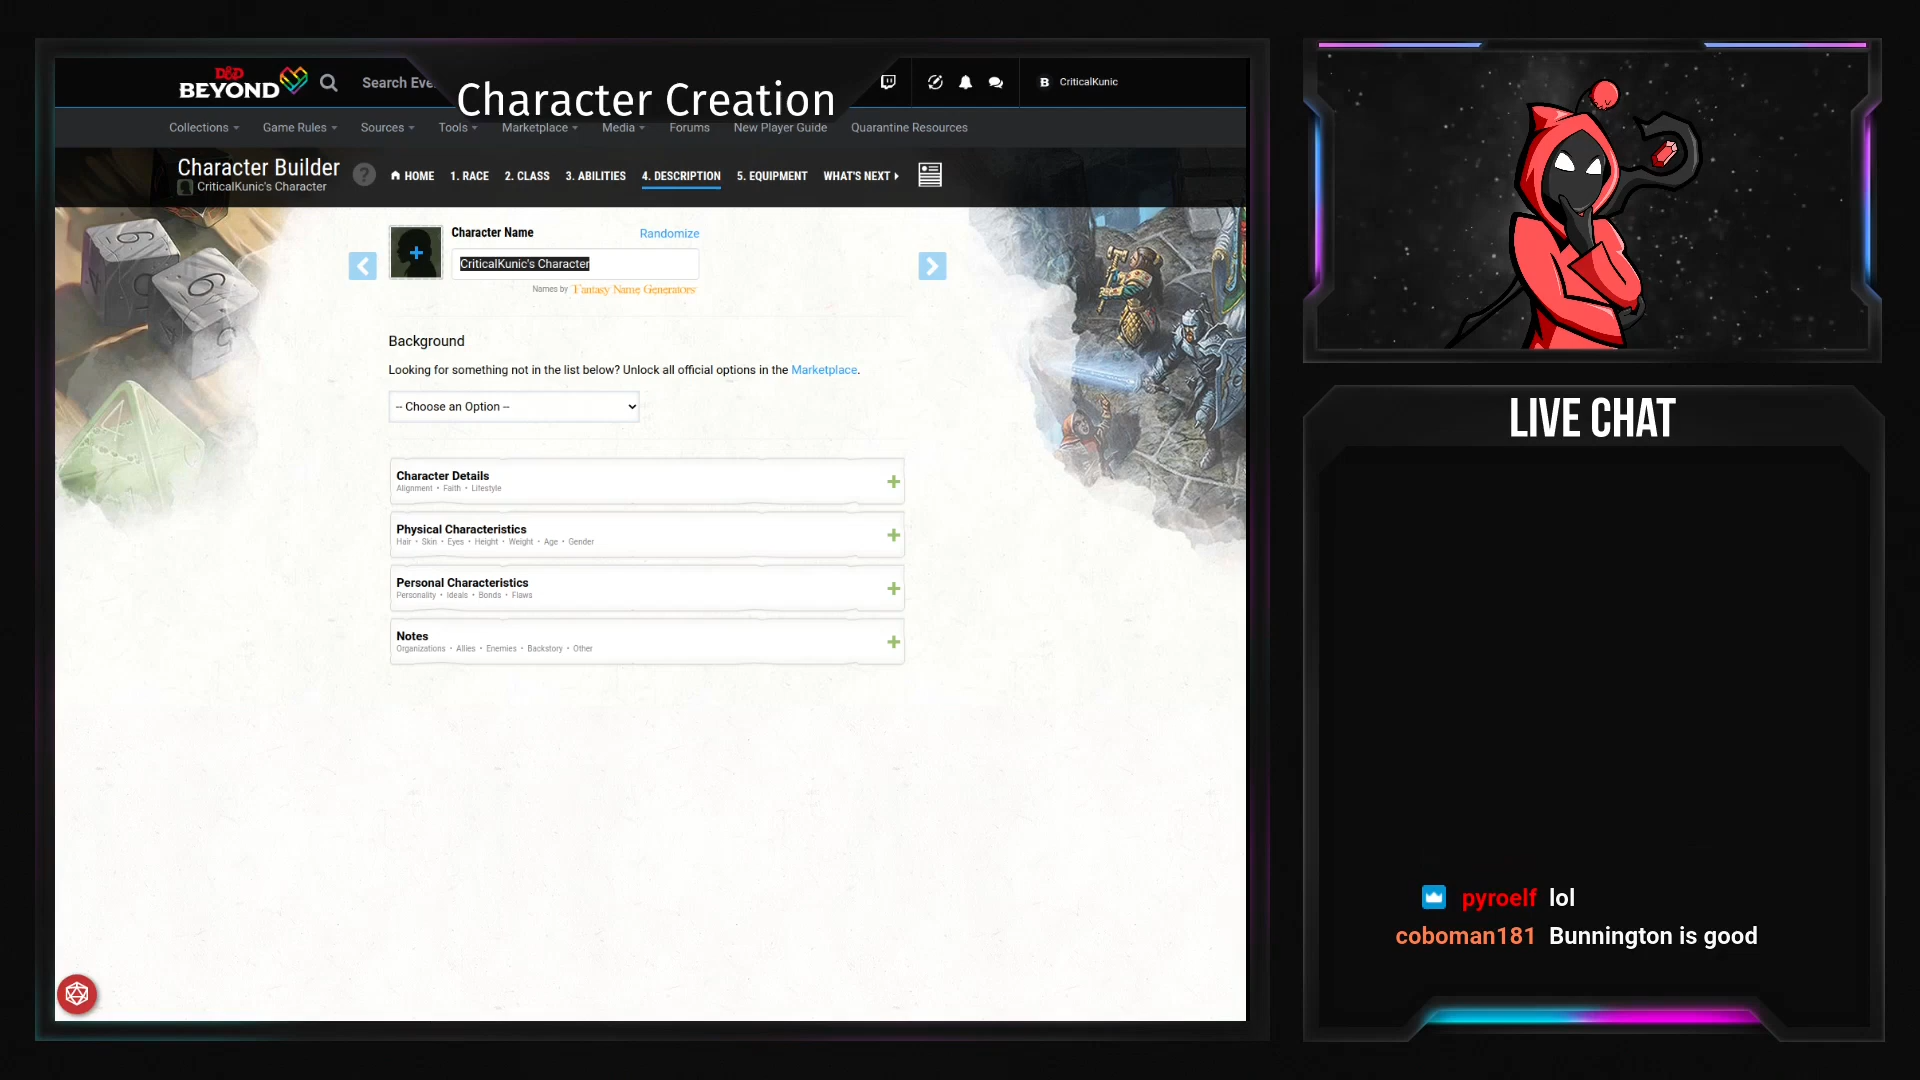 D&D
BEYOND
Search Eve
Character Creation
B CriticalKunic
Collections
Game Rules
Sources
Tools
Marketplace
Media
Forums
New Player Guide
Quarantine Resources
Character Builder
CriticalKunic's Character
?
HOME
1. RACE
2. CLASS
3. ABILITIES
4. DESCRIPTION
5. EQUIPMENT
WHAT'S NEXT
Character Name
Randomize
CriticalKunic's Character
Names by Fantasy Name Generators
Background
Looking for something not in the list below? Unlock all official options in the Marketplace.
-- Choose an Option --
Character Details
Alignment • Faith • Lifestyle
Physical Characteristics
Hair • Skin • Eyes • Height • Weight • Age • Gender
Personal Characteristics
Personality • Ideals • Bonds • Flaws
Notes
Organizations • Allies • Enemies • Backstory • Other
LIVE CHAT
pyroelf lol
coboman181 Bunnington is good